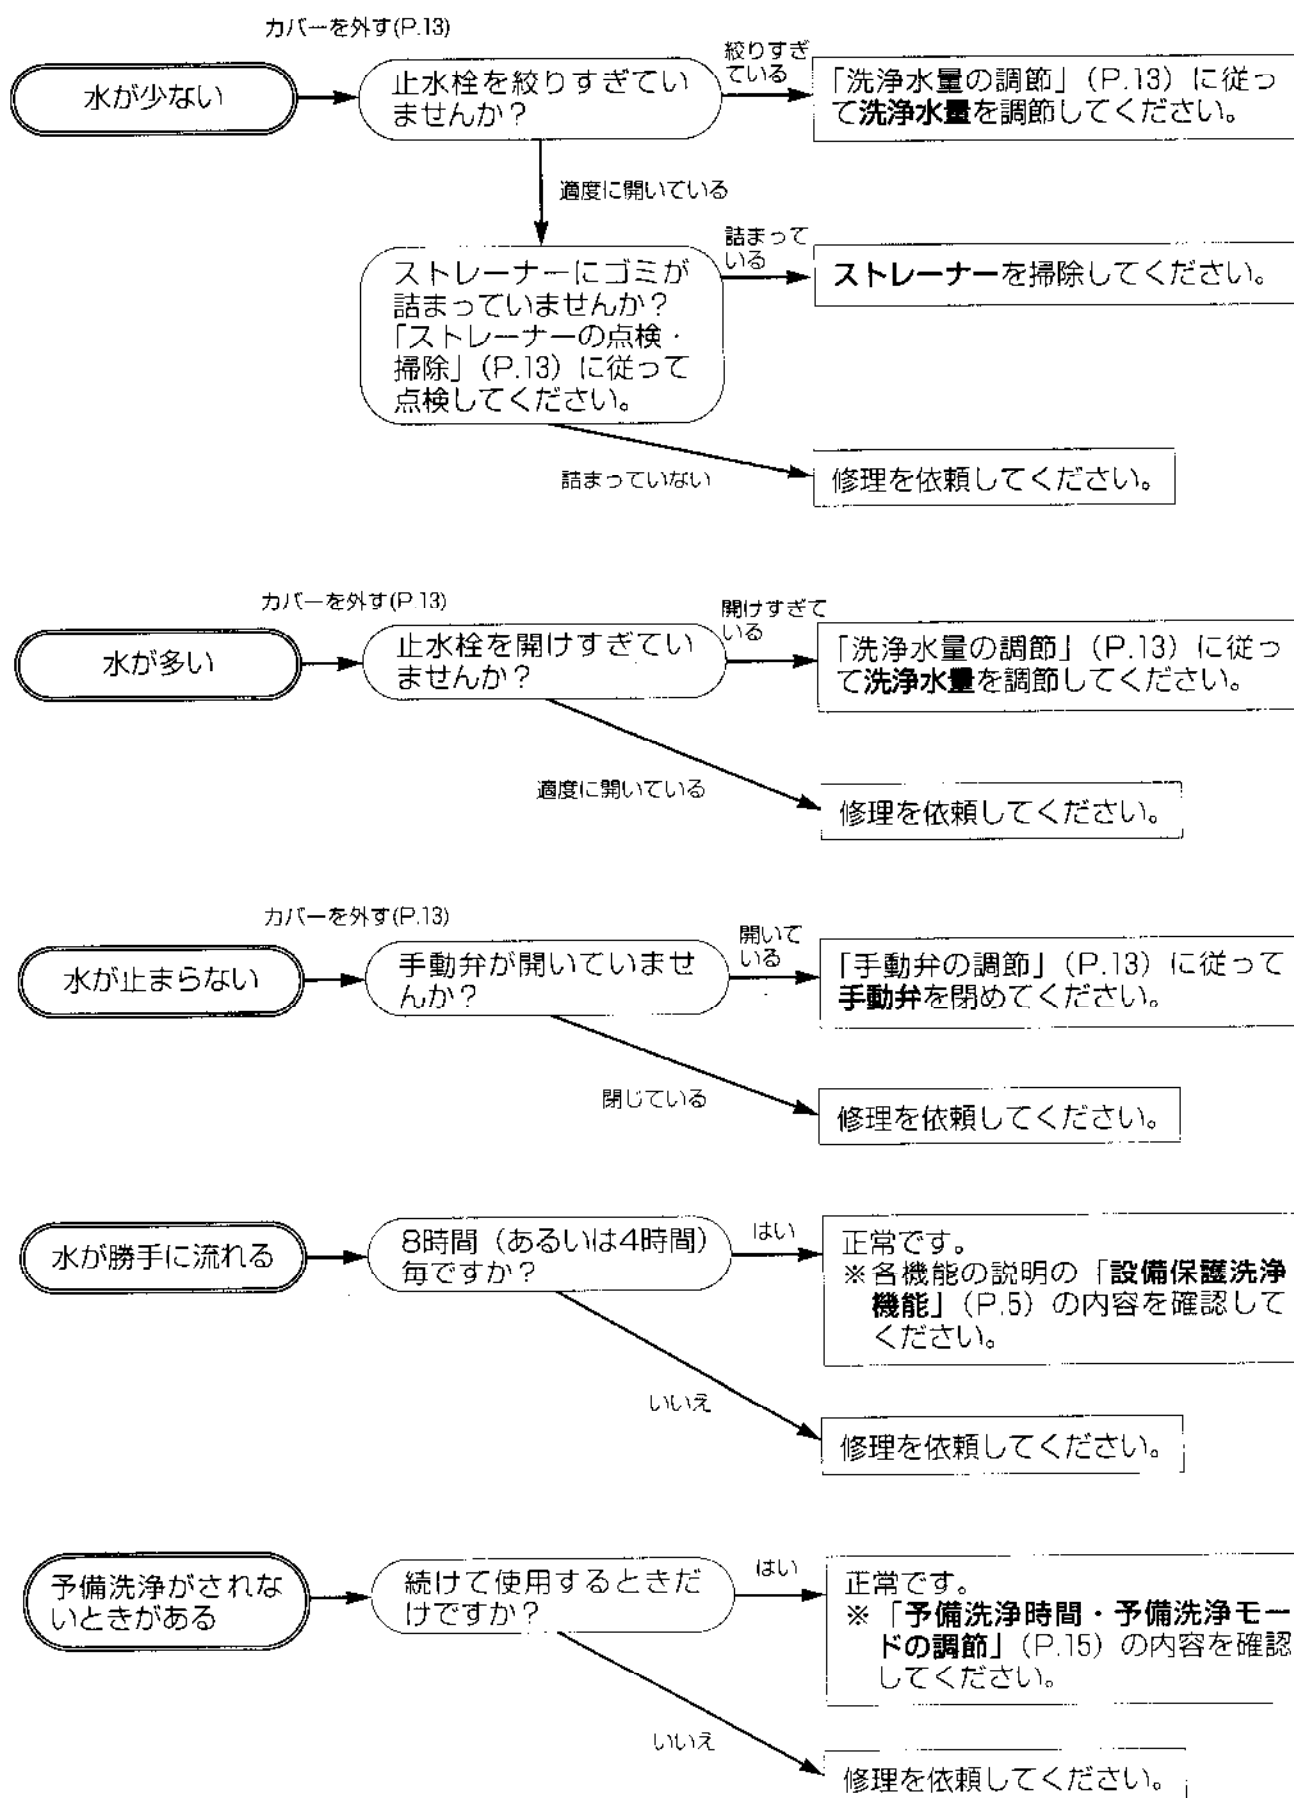 カバーを外す(P.13)
水が少ない
止水栓を絞りすぎてい
ませんか？
絞りすぎ
ている
「洗浄水量の調節」（P.13）に従っ
て洗浄水量を調節してください。
適度に開いている
ストレーナーにゴミが
詰まっていませんか？
「ストレーナーの点検・
掃除」（P.13）に従って
点検してください。
詰まって
いる
ストレーナーを掃除してください。
詰まっていない
修理を依頼してください。
カバーを外す(P.13)
水が多い
止水栓を開けすぎてい
ませんか？
開けすぎて
いる
「洗浄水量の調節」（P.13）に従っ
て洗浄水量を調節してください。
適度に開いている
修理を依頼してください。
カバーを外す(P.13)
水が止まらない
手動弁が開いていませ
んか？
開いて
いる
「手動弁の調節」（P.13）に従って
手動弁を閉めてください。
閉じている
修理を依頼してください。
水が勝手に流れる
8時間（あるいは4時間）
毎ですか？
はい
正常です。
※各機能の説明の「設備保護洗浄
機能」（P.5）の内容を確認して
ください。
いいえ
修理を依頼してください。
予備洗浄がされな
いときがある
続けて使用するときだ
けですか？
はい
正常です。
※「予備洗浄時間・予備洗浄モー
ドの調節」（P.15）の内容を確認
してください。
いいえ
修理を依頼してください。